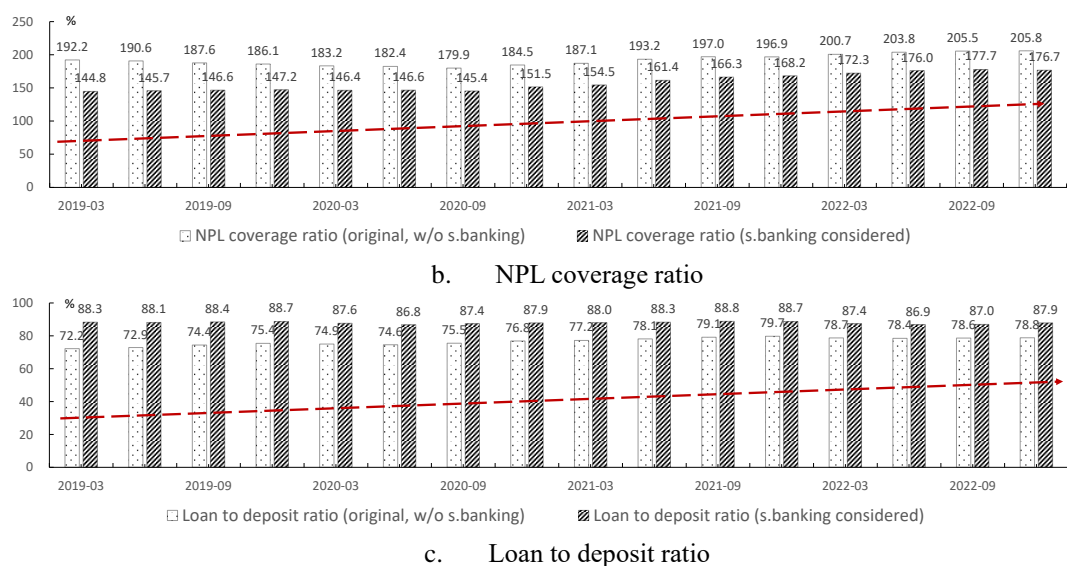 %
250
200
150
100
50
0
192.2 190.6 187.6 186.1 183.2 182.4 179.9 184.5 187.1 193.2 197.0 196.9 200.7 203.8 205.5 205.8
144.8 145.7 146.6 147.2 146.4 146.6 145.4 151.5 154.5 161.4 166.3 168.2 172.3 176.0 177.7 176.7
2019-03 2019-09 2020-03 2020-09 2021-03 2021-09 2022-03 2022-09
NPL coverage ratio (original, w/o s.banking) NPL coverage ratio (s.banking considered)
b. NPL coverage ratio
%
100
80
60
40
20
0
88.3 88.1 88.4 88.7 87.6 86.8 87.4 87.9 88.0 88.3 88.8 88.7 87.4 86.9 87.0 87.9
72.2 72.9 74.4 75.4 74.9 74.6 75.5 76.8 77.2 78.1 79.1 79.7 78.7 78.4 78.6 78.8
2019-03 2019-09 2020-03 2020-09 2021-03 2021-09 2022-03 2022-09
Loan to deposit ratio (original, w/o s.banking) Loan to deposit ratio (s.banking considered)
c. Loan to deposit ratio